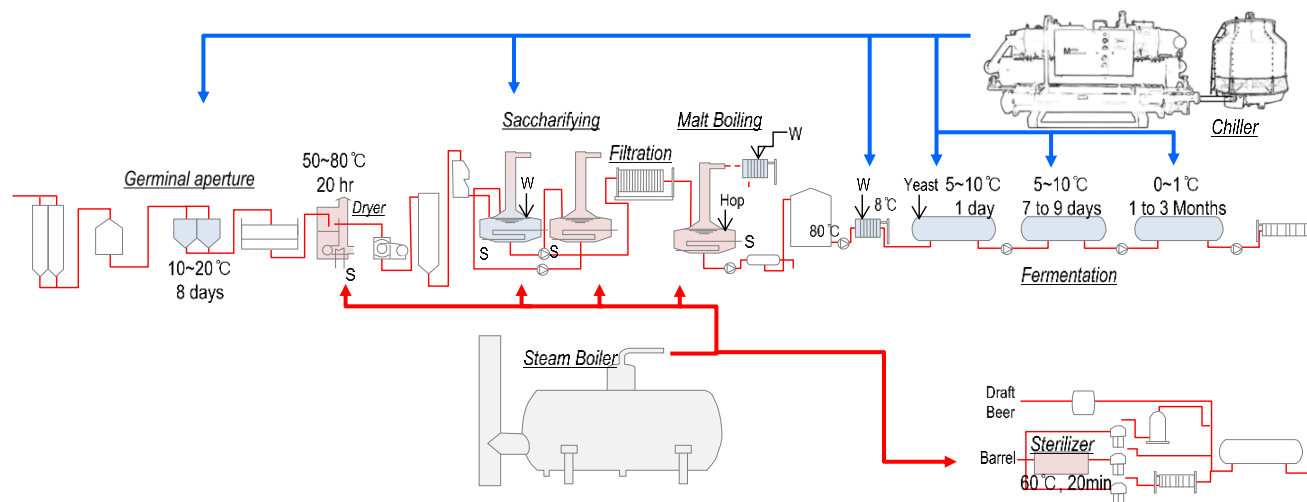 Chiller
Saccharifying
Malt Boiling
W
Filtration
Germinal aperture
50~80℃
20 hr
Dryer
W
Hop
W
8℃
Yeast
5~10℃
1 day
5~10℃
7 to 9 days
0~1℃
1 to 3 Months
80℃
10~20℃
8 days
S
S
S
S
Fermentation
Steam Boiler
Draft
Beer
Sterilizer
Barrel
60℃, 20min